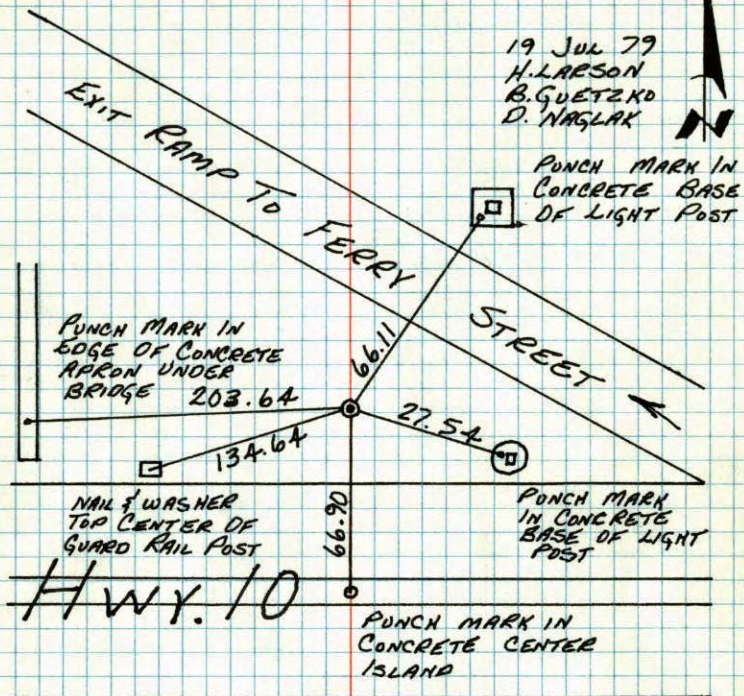 19 JUL 79
H. LARSON
B. GUETZKO
D. NAGLAK
N
PUNCH MARK IN
CONCRETE BASE
OF LIGHT POST
EXIT RAMP TO FERRY STREET
66.11
PUNCH MARK IN
EDGE OF CONCRETE
APRON UNDER
BRIDGE
203.64
134.64
27.54
NAIL & WASHER
TOP CENTER OF
GUARD RAIL POST
66.90
PUNCH MARK
IN CONCRETE
BASE OF LIGHT
POST
HWY. 10
PUNCH MARK IN
CONCRETE CENTER
ISLAND